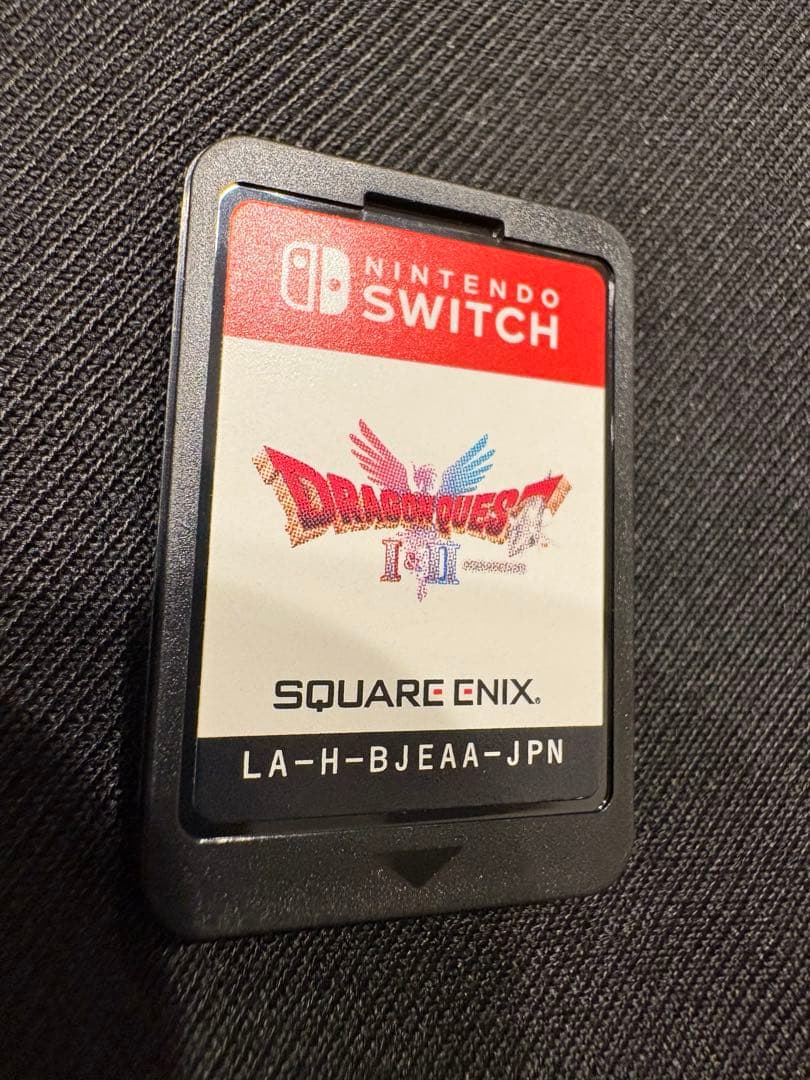 NINTENDO
SWITCH
DRAGON QUEST
I & II
SQUARE ENIX
LA-H-BJEAA-JPN